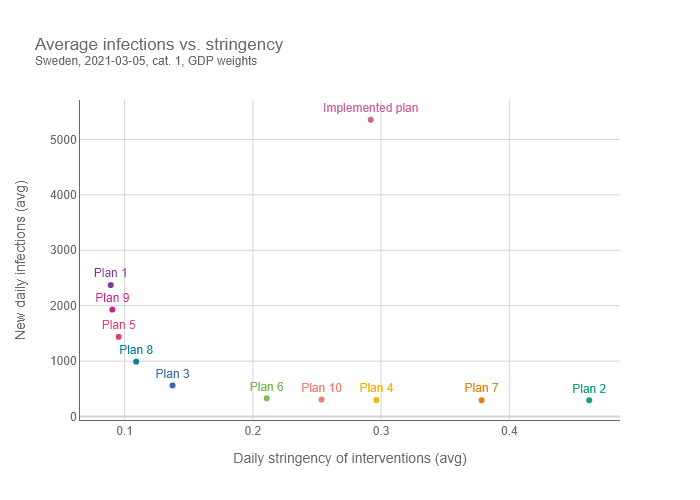 Average infections vs. stringency
Sweden, 2021-03-05, cat. 1, GDP weights
New daily infections (avg)
5000
4000
3000
2000
1000
0
Implemented plan
Plan 1
Plan 9
Plan 5
Plan 8
Plan 3
Plan 6
Plan 10
Plan 4
Plan 7
Plan 2
0.1
0.2
0.3
0.4
Daily stringency of interventions (avg)